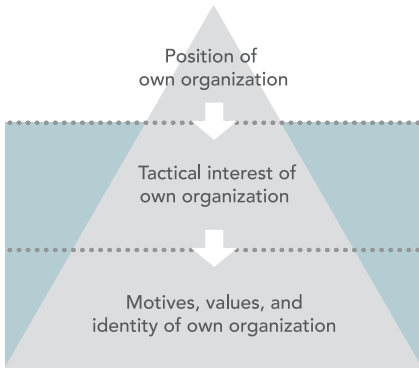 Position of
own organization
Tactical interest of
own organization
Motives, values, and
identity of own organization